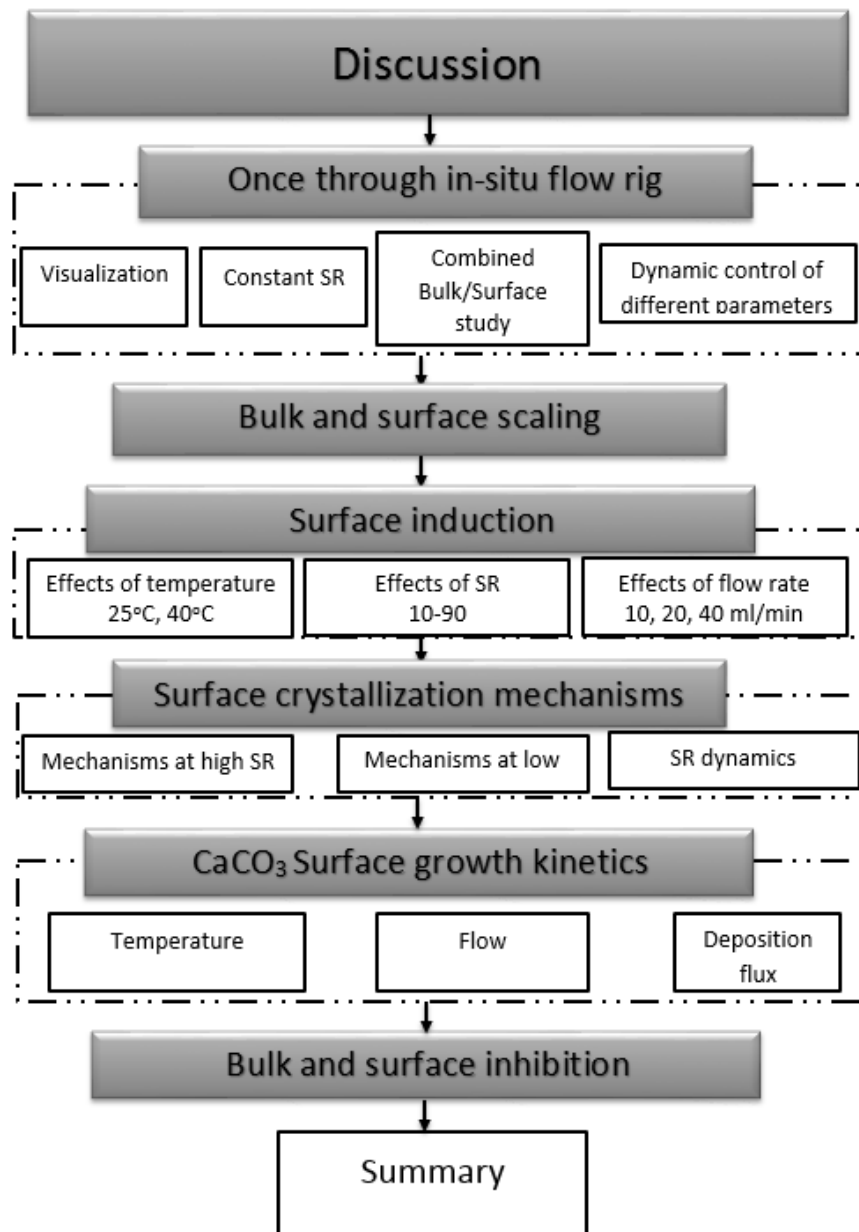 Discussion
Once through in-situ flow rig
Visualization
Constant SR
Combined
Bulk/Surface
study
Dynamic control of
different parameters
Bulk and surface scaling
Surface induction
Effects of temperature
25°C, 40°C
Effects of SR
10-90
Effects of flow rate
10, 20, 40 ml/min
Surface crystallization mechanisms
Mechanisms at high SR
Mechanisms at low
SR dynamics
CaCO₃ Surface growth kinetics
Temperature
Flow
Deposition
flux
Bulk and surface inhibition
Summary